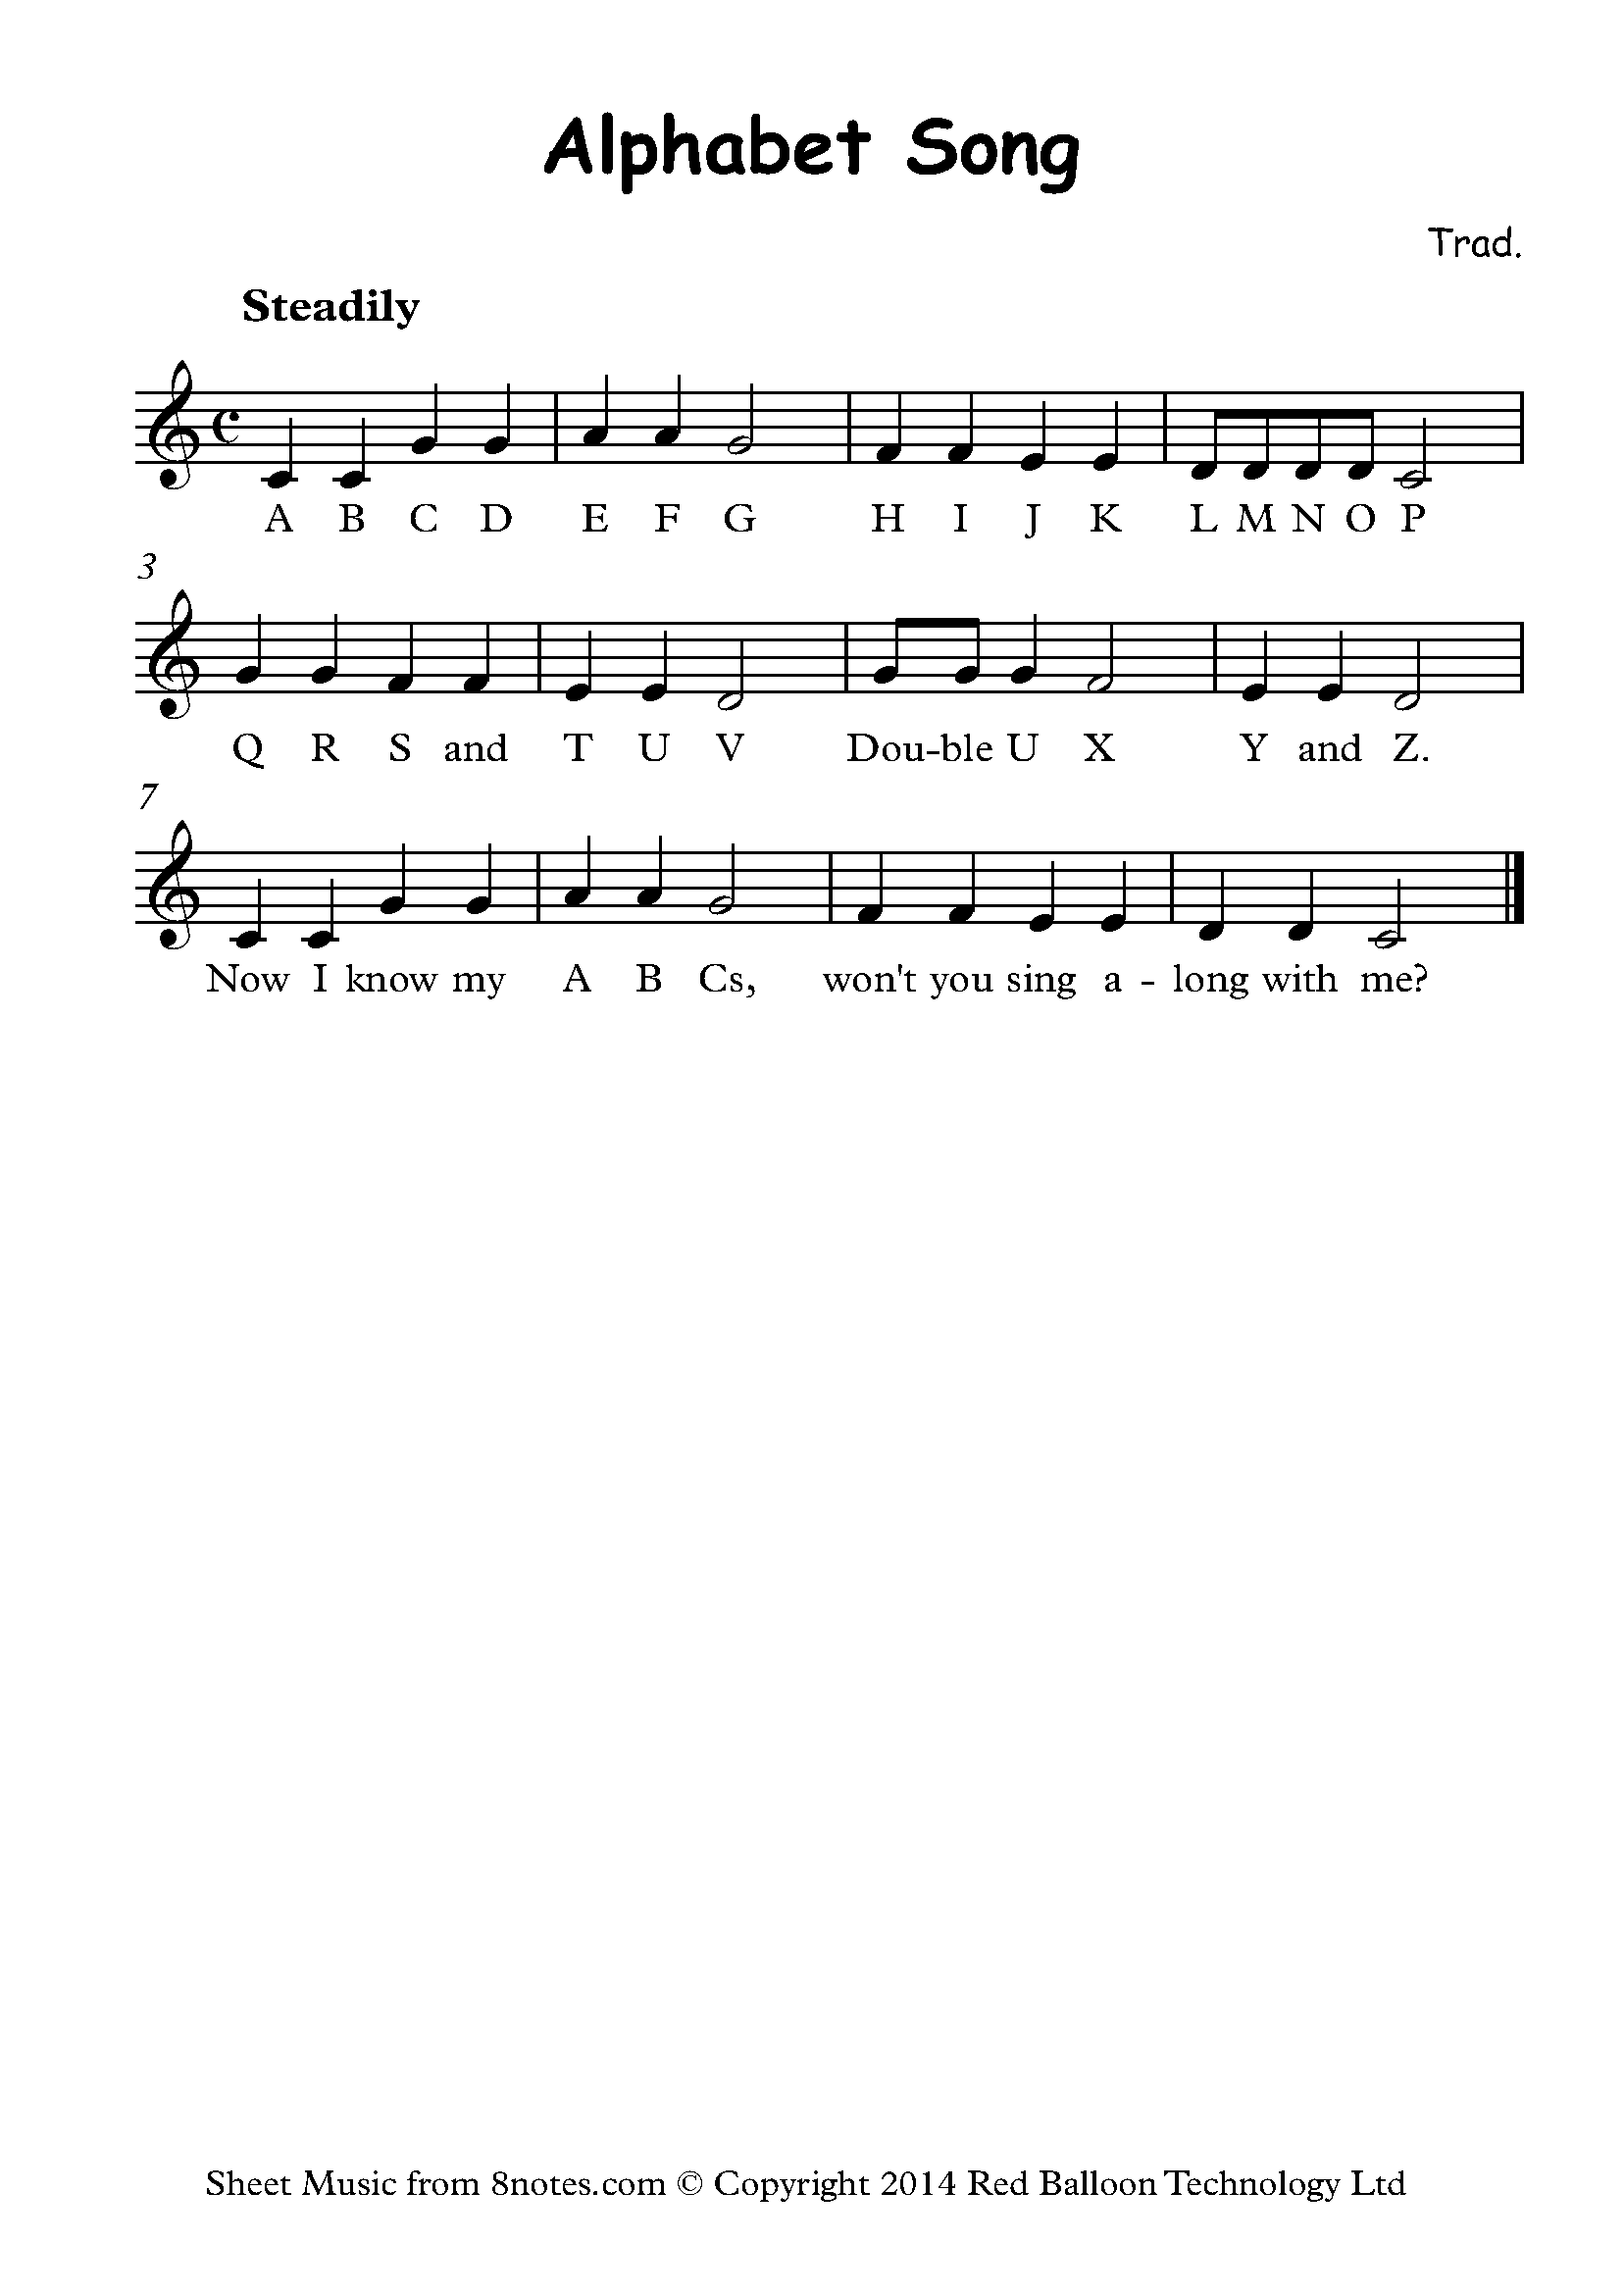 Alphabet Song
Trad.
Steadily
A B C D E F G H I J K L M N O P
3
Q R S and T U V Dou-ble U X Y and Z.
7
Now I know my A B Cs, won't you sing a - long with me?
Sheet Music from 8notes.com © Copyright 2014 Red Balloon Technology Ltd